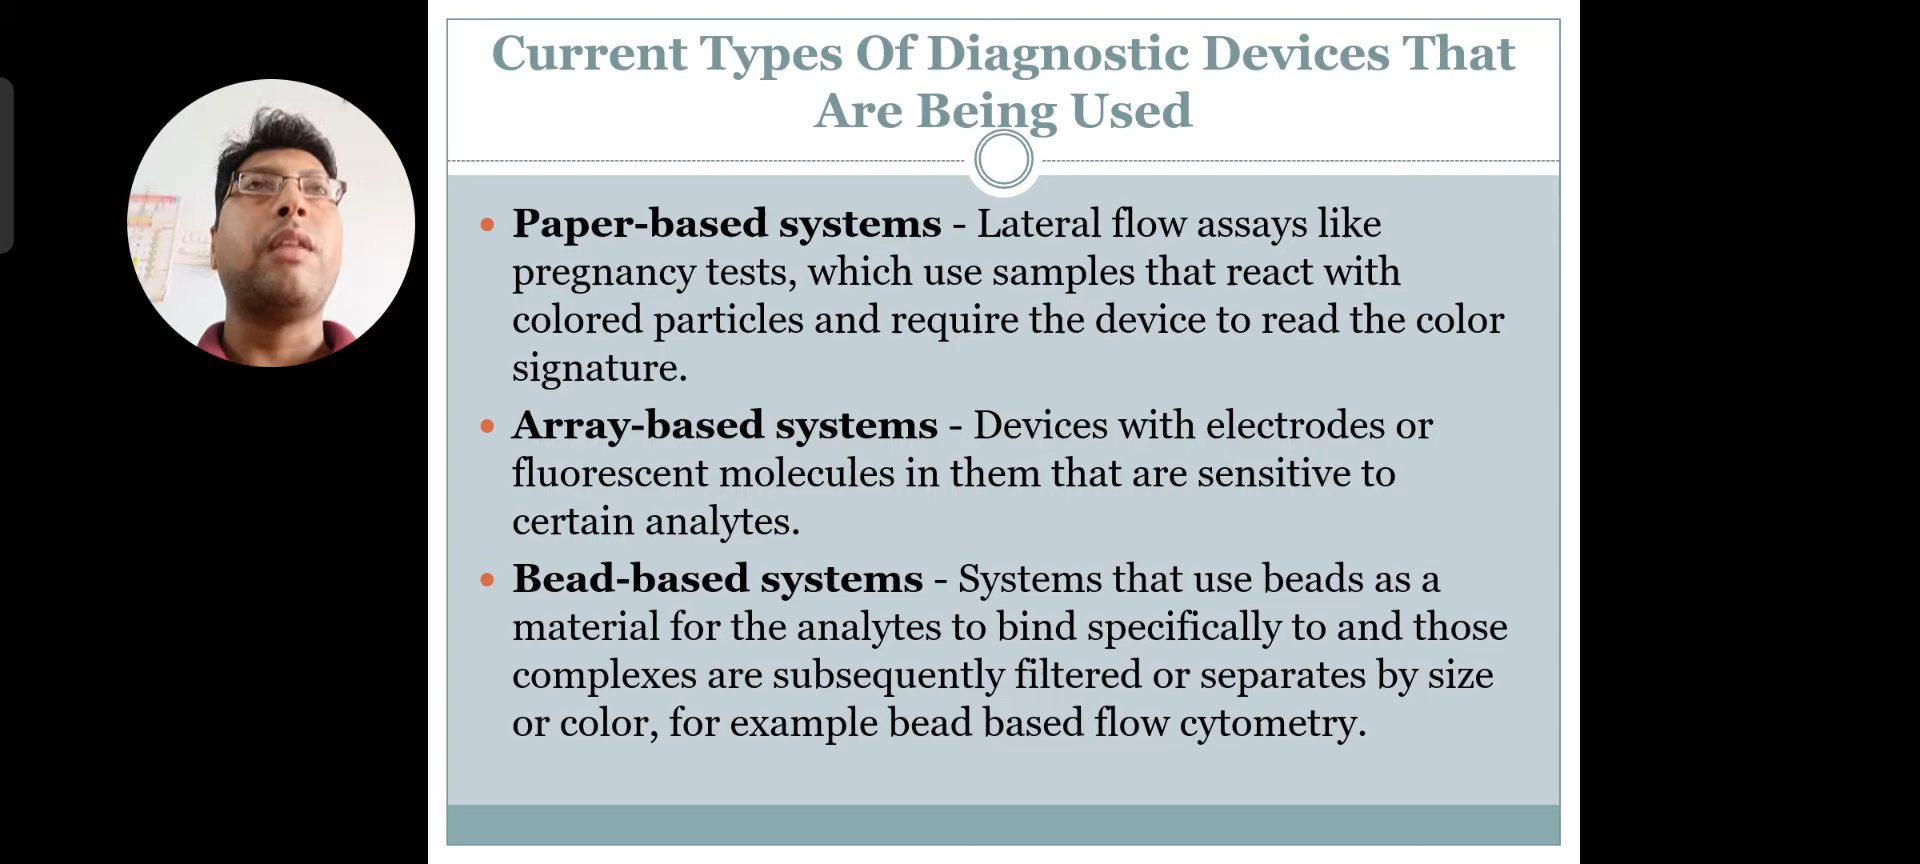 Current Types Of Diagnostic Devices That
Are Being Used
• Paper-based systems - Lateral flow assays like
pregnancy tests, which use samples that react with
colored particles and require the device to read the color
signature.
• Array-based systems - Devices with electrodes or
fluorescent molecules in them that are sensitive to
certain analytes.
• Bead-based systems - Systems that use beads as a
material for the analytes to bind specifically to and those
complexes are subsequently filtered or separates by size
or color, for example bead based flow cytometry.